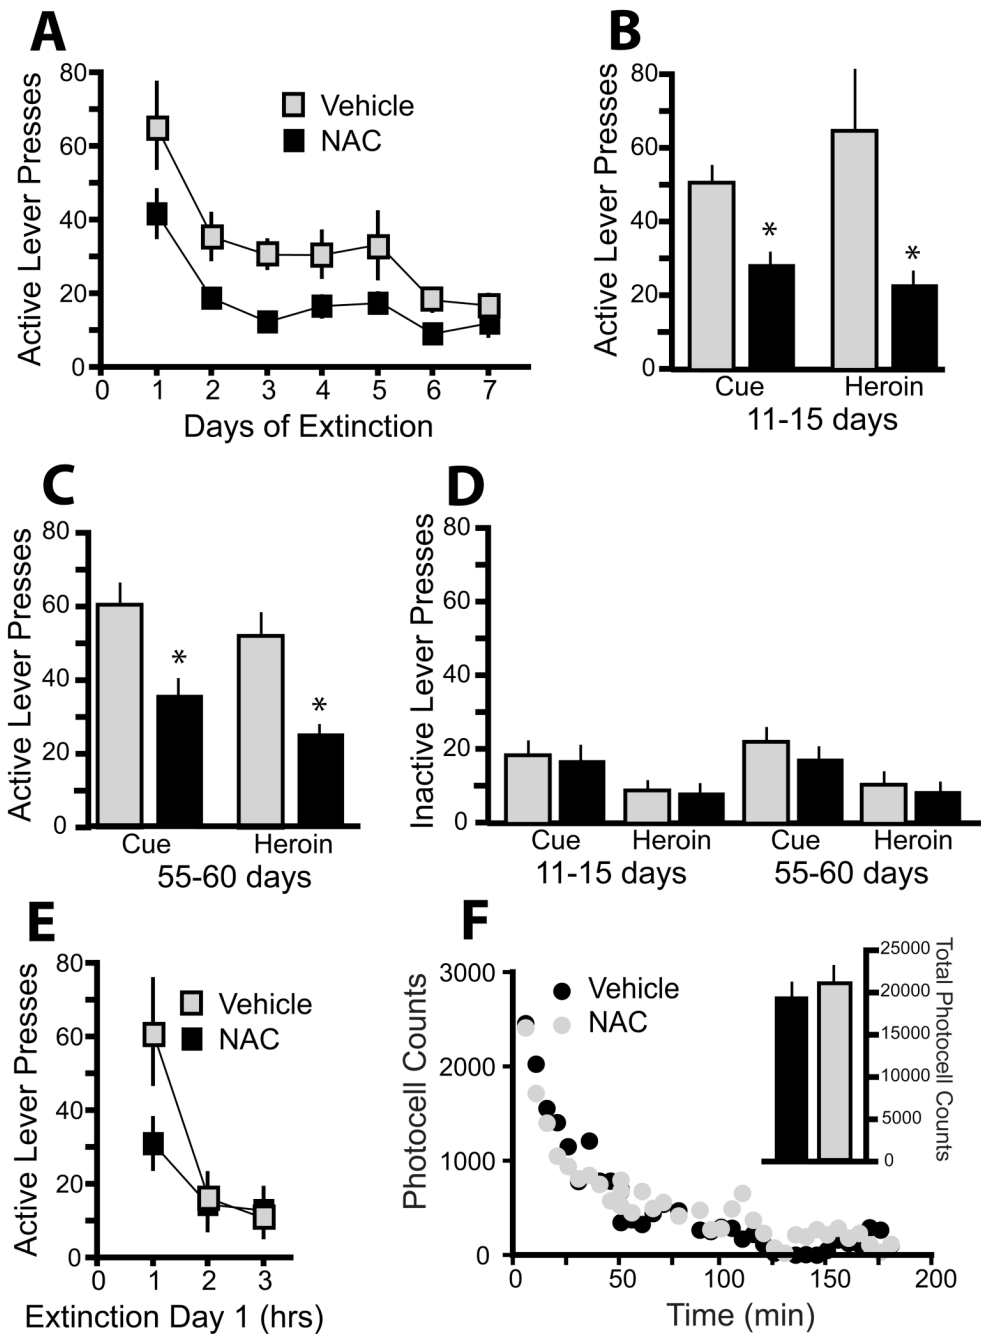 A
Active Lever Presses
80
60
40
20
0
Vehicle
NAC
0 1 2 3 4 5 6 7
Days of Extinction
B
Active Lever Presses
80
60
40
20
0
*
*
Cue Heroin
11-15 days
C
Active Lever Presses
80
60
40
20
0
*
*
Cue Heroin
55-60 days
D
Inactive Lever Presses
80
60
40
20
0
Cue Heroin Cue Heroin
11-15 days 55-60 days
E
Active Lever Presses
80
60
40
20
0
Vehicle
NAC
0 1 2 3
Extinction Day 1 (hrs)
F
Photocell Counts
3000
2000
1000
0
Vehicle
NAC
25000
20000
15000
10000
5000
0
Total Photocell Counts
0 50 100 150 200
Time (min)